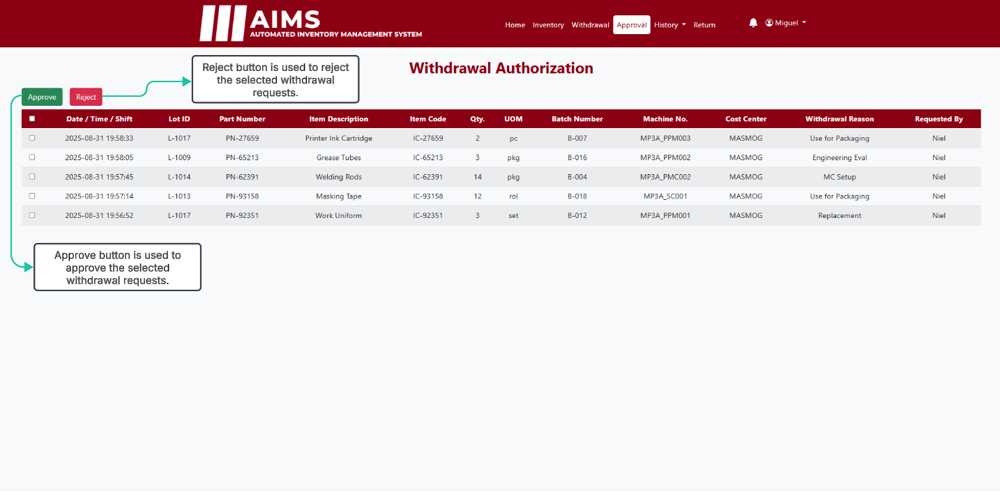 AIMS
AUTOMATED INVENTORY MANAGEMENT SYSTEM
Home Inventory Withdrawal Approval History Return Miguel
Withdrawal Authorization
Reject button is used to reject
the selected withdrawal
requests.
Approve Reject
Date / Time / Shift Lot ID Part Number Item Description Item Code Qty. UOM Batch Number Machine No. Cost Center Withdrawal Reason Requested By
2025-08-31 19:58:33 L-1017 PN-27659 Printer Ink Cartridge IC-27659 2 pc B-007 MP3A_PPM003 MASMOG Use for Packaging Niel
2025-08-31 19:58:05 L-1009 PN-65213 Grease Tubes IC-65213 3 pkg B-016 MP3A_PPM002 MASMOG Engineering Eval Niel
2025-08-31 19:57:45 L-1014 PN-62391 Welding Rods IC-62391 14 pkg B-004 MP3A_PMC002 MASMOG MC Setup Niel
2025-08-31 19:57:14 L-1013 PN-93158 Masking Tape IC-93158 12 rol B-018 MP3A_SC001 MASMOG Use for Packaging Niel
2025-08-31 19:56:52 L-1017 PN-92351 Work Uniform IC-92351 3 set B-012 MP3A_PPM001 MASMOG Replacement Niel
Approve button is used to
approve the selected
withdrawal requests.